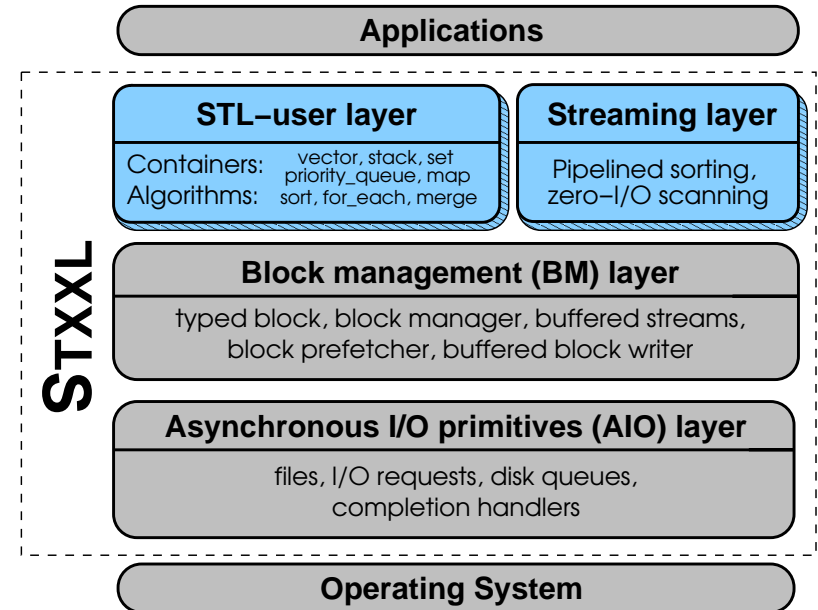 Applications
STL–user layer
Containers: vector, stack, set
priority_queue, map
Algorithms: sort, for_each, merge
Streaming layer
Pipelined sorting,
zero–I/O scanning
STXXL
Block management (BM) layer
typed block, block manager, buffered streams,
block prefetcher, buffered block writer
Asynchronous I/O primitives (AIO) layer
files, I/O requests, disk queues,
completion handlers
Operating System